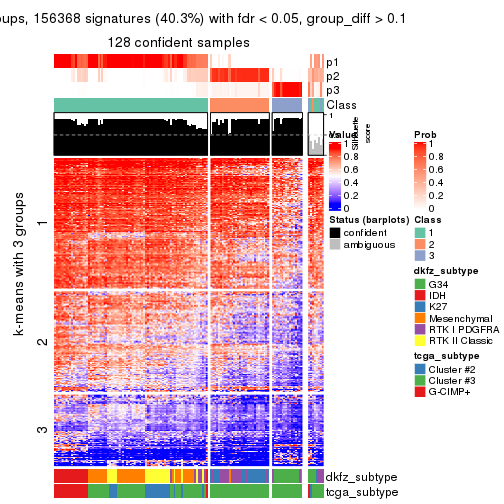 oups, 156368 signatures (40.3%) with fdr < 0.05, group_diff > 0.1
128 confident samples
p1
p2
p3
Class
1
Silhouette
score
k-means with 3 groups
1
2
3
Value
1
0.8
0.6
0.4
0.2
0
Prob
1
0.8
0.6
0.4
0.2
0
Status (barplots)
confident
ambiguous
Class
1
2
3
dkfz_subtype
G34
IDH
K27
Mesenchymal
RTK I PDGFRA
RTK II Classic
tcga_subtype
Cluster #2
Cluster #3
G-CIMP+
dkfz_subtype
tcga_subtype